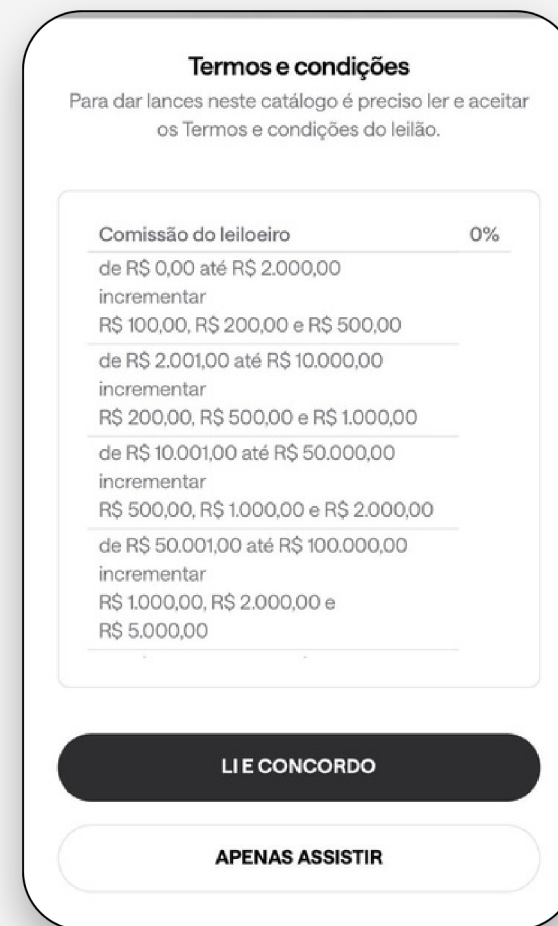 Termos e condições
Para dar lances neste catálogo é preciso ler e aceitar
os Termos e condições do leilão.
Comissão do leiloeiro 0%
de R$ 0,00 até R$ 2.000,00
incrementar
R$ 100,00, R$ 200,00 e R$ 500,00
de R$ 2.001,00 até R$ 10.000,00
incrementar
R$ 200,00, R$ 500,00 e R$ 1.000,00
de R$ 10.001,00 até R$ 50.000,00
incrementar
R$ 500,00, R$ 1.000,00 e R$ 2.000,00
de R$ 50.001,00 até R$ 100.000,00
incrementar
R$ 1.000,00, R$ 2.000,00 e
R$ 5.000,00
LI E CONCORDO
APENAS ASSISTIR